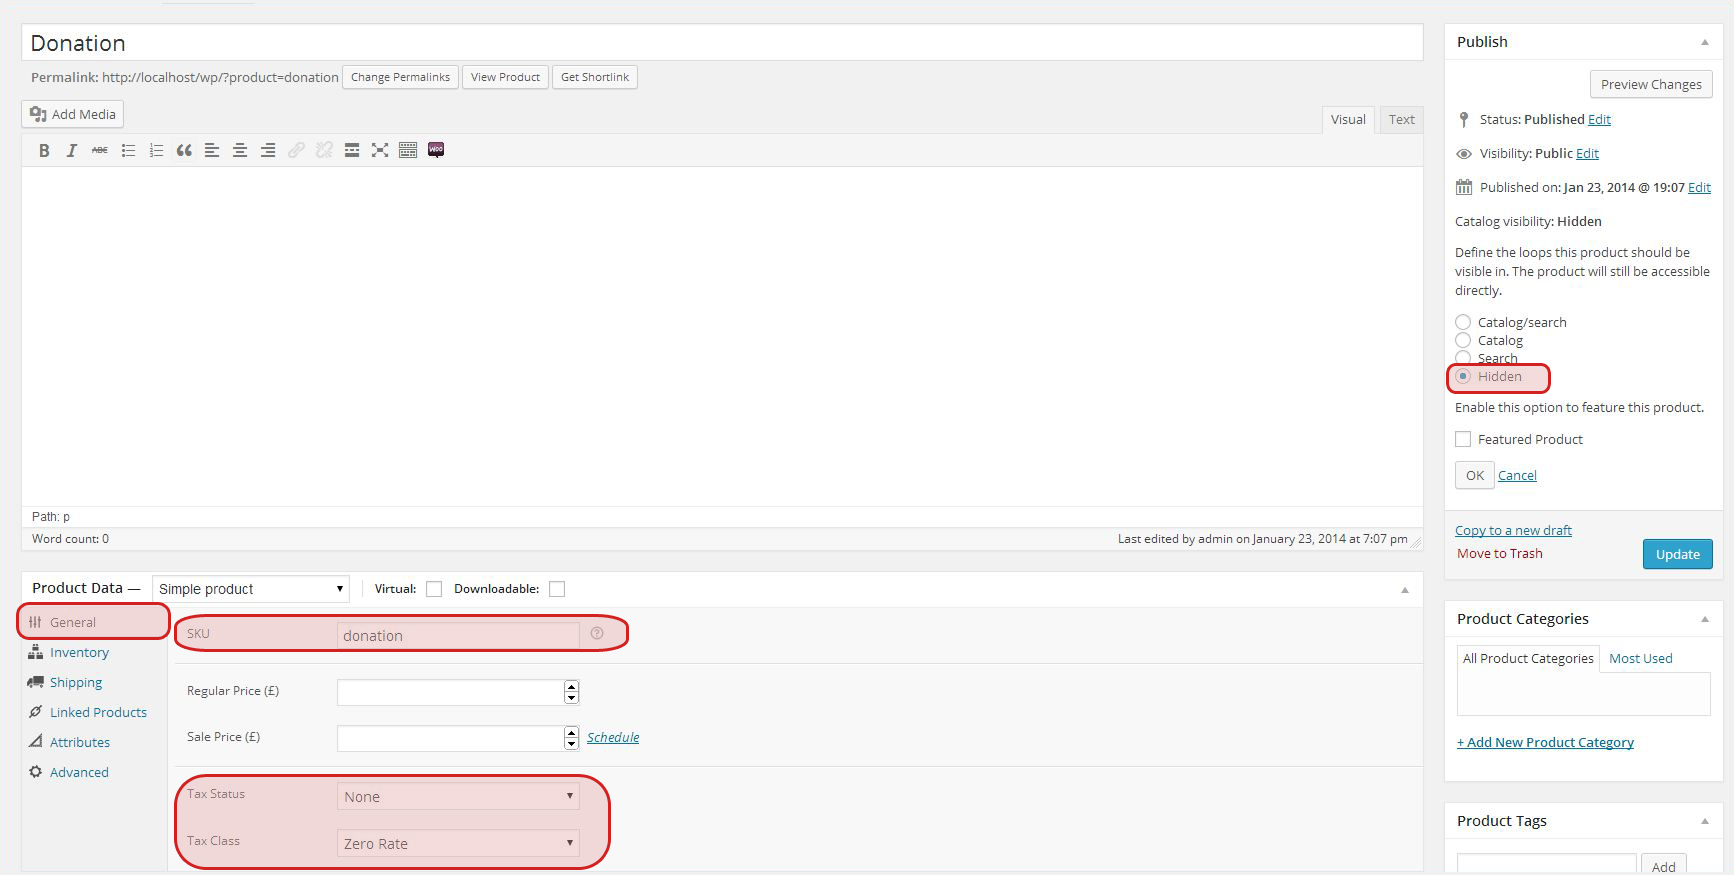 Donation
Permalink: http://localhost/wp/?product=donation Change Permalinks View Product Get Shortlink
Add Media
Visual Text
B I ABC
WOO
Path: p
Word count: 0 Last edited by admin on January 23, 2014 at 7:07 pm
Product Data — Simple product Virtual: Downloadable:
General
Inventory
Shipping
Linked Products
Attributes
Advanced
SKU donation
Regular Price (£)
Sale Price (£) Schedule
Tax Status None
Tax Class Zero Rate
Publish
Preview Changes
Status: Published Edit
Visibility: Public Edit
Published on: Jan 23, 2014 @ 19:07 Edit
Catalog visibility: Hidden
Define the loops this product should be
visible in. The product will still be accessible
directly.
Catalog/search
Catalog
Search
Hidden
Enable this option to feature this product.
Featured Product
OK Cancel
Copy to a new draft
Move to Trash Update
Product Categories
All Product Categories Most Used
+ Add New Product Category
Product Tags
Add